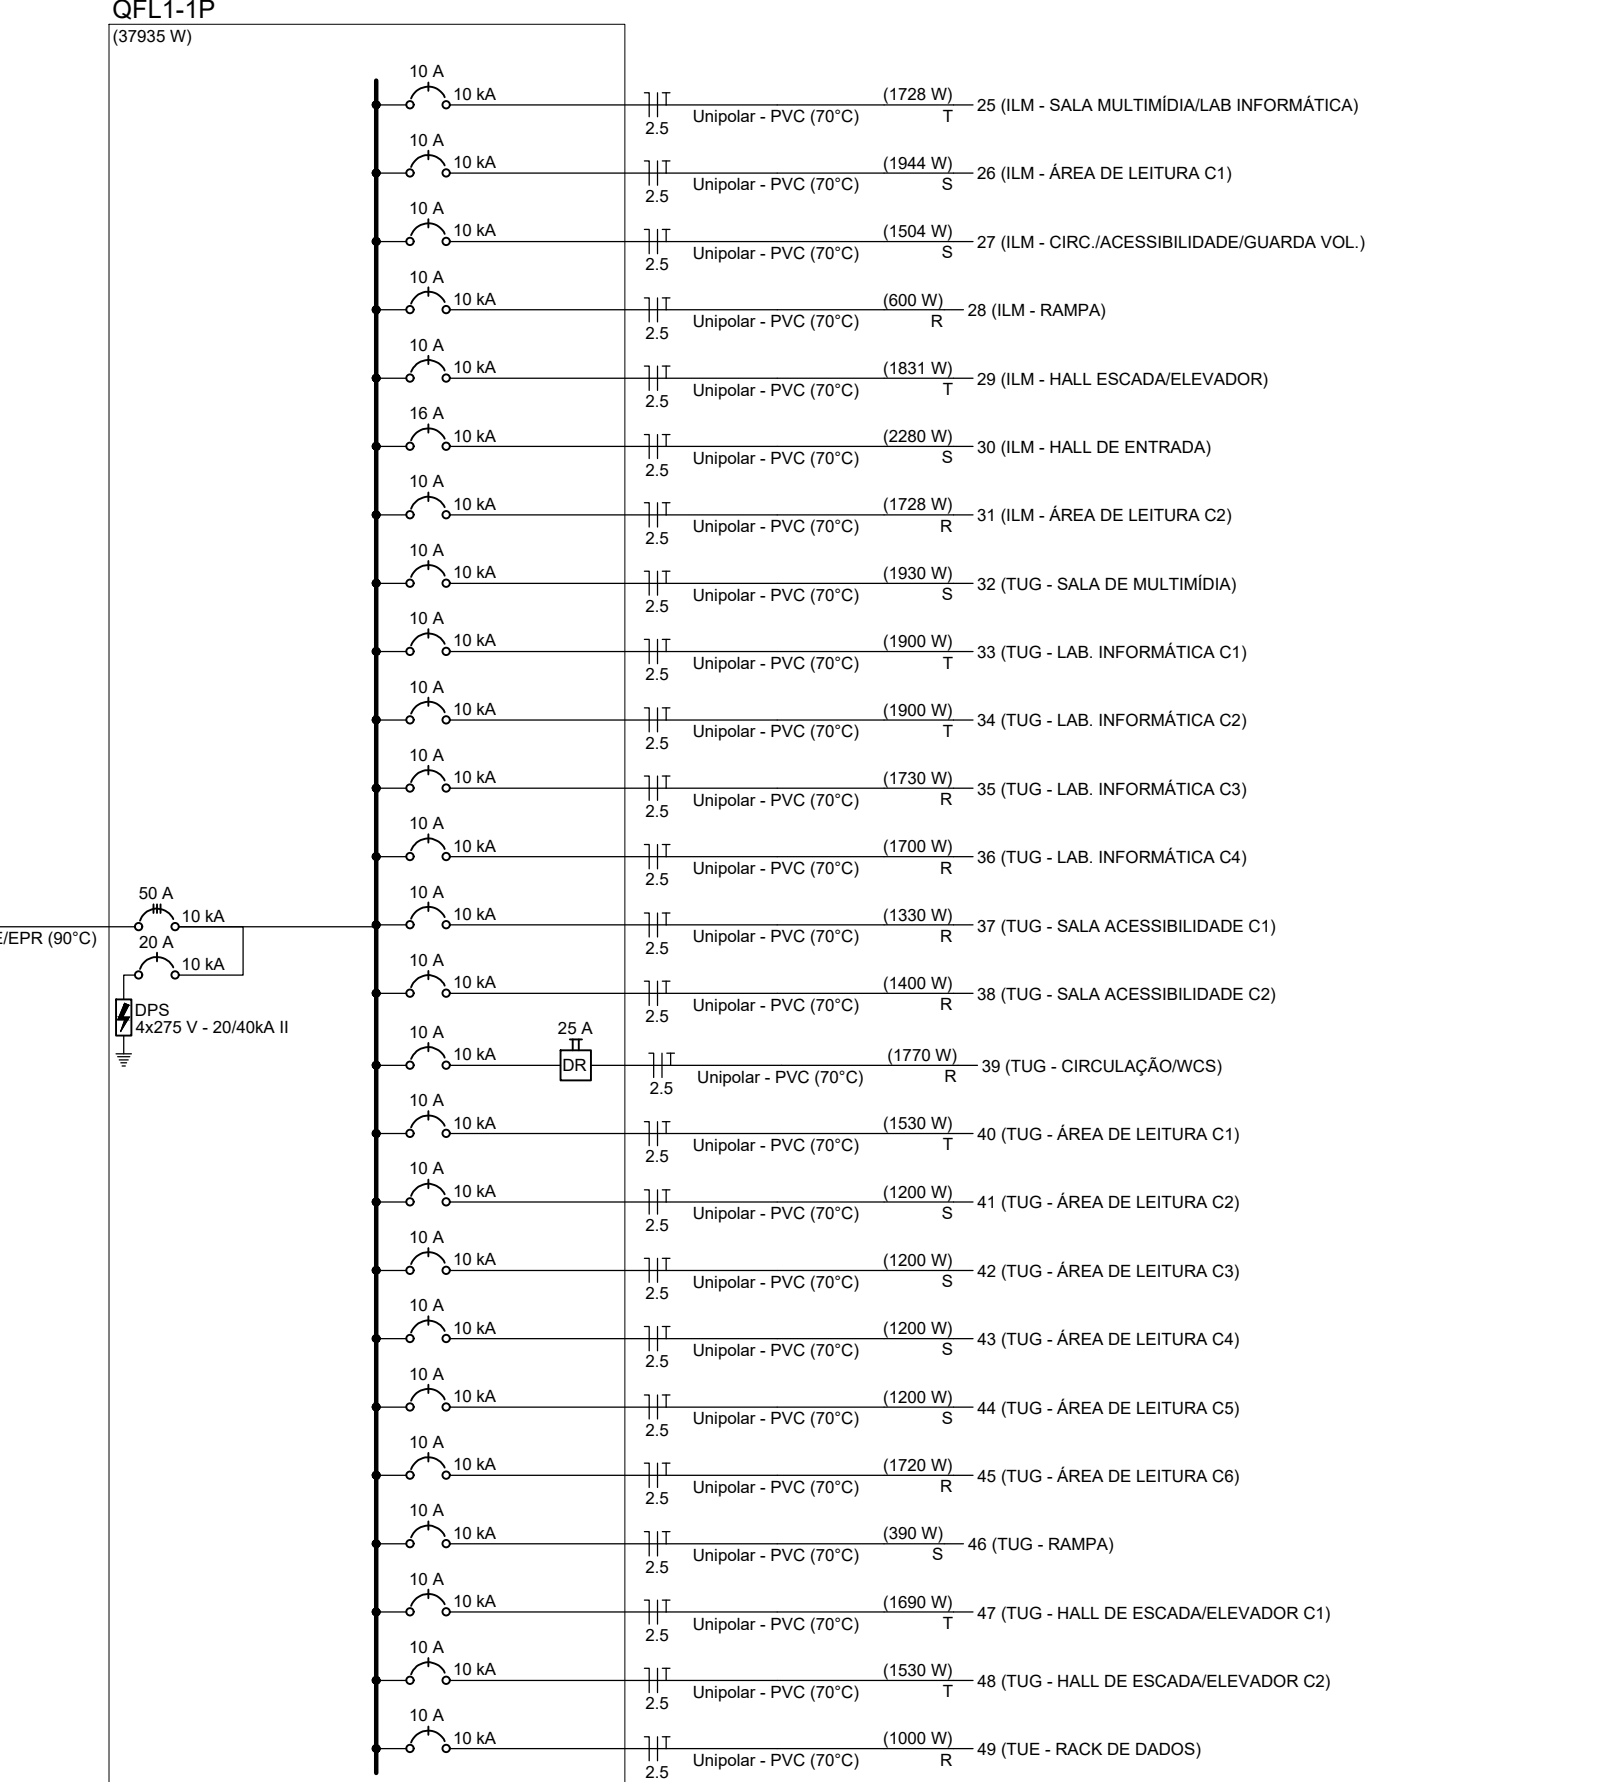 QFL1-1P
(37935 W)
10 A
10 kA
2.5
Unipolar - PVC (70°C)
(1728 W)
T
25 (ILM - SALA MULTIMÍDIA/LAB INFORMÁTICA)
10 A
10 kA
2.5
Unipolar - PVC (70°C)
(1944 W)
S
26 (ILM - ÁREA DE LEITURA C1)
10 A
10 kA
2.5
Unipolar - PVC (70°C)
(1504 W)
S
27 (ILM - CIRC./ACESSIBILIDADE/GUARDA VOL.)
10 A
10 kA
2.5
Unipolar - PVC (70°C)
(600 W)
R
28 (ILM - RAMPA)
10 A
10 kA
2.5
Unipolar - PVC (70°C)
(1831 W)
T
29 (ILM - HALL ESCADA/ELEVADOR)
16 A
10 kA
2.5
Unipolar - PVC (70°C)
(2280 W)
S
30 (ILM - HALL DE ENTRADA)
10 A
10 kA
2.5
Unipolar - PVC (70°C)
(1728 W)
R
31 (ILM - ÁREA DE LEITURA C2)
10 A
10 kA
2.5
Unipolar - PVC (70°C)
(1930 W)
S
32 (TUG - SALA DE MULTIMÍDIA)
10 A
10 kA
2.5
Unipolar - PVC (70°C)
(1900 W)
T
33 (TUG - LAB. INFORMÁTICA C1)
10 A
10 kA
2.5
Unipolar - PVC (70°C)
(1900 W)
T
34 (TUG - LAB. INFORMÁTICA C2)
10 A
10 kA
2.5
Unipolar - PVC (70°C)
(1730 W)
R
35 (TUG - LAB. INFORMÁTICA C3)
10 A
10 kA
2.5
Unipolar - PVC (70°C)
(1700 W)
R
36 (TUG - LAB. INFORMÁTICA C4)
50 A
10 kA
E/EPR (90°C)
20 A
10 kA
DPS
4x275 V - 20/40kA II
10 A
10 kA
2.5
Unipolar - PVC (70°C)
(1330 W)
R
37 (TUG - SALA ACESSIBILIDADE C1)
10 A
10 kA
2.5
Unipolar - PVC (70°C)
(1400 W)
R
38 (TUG - SALA ACESSIBILIDADE C2)
10 A
10 kA
25 A
DR
2.5
Unipolar - PVC (70°C)
(1770 W)
R
39 (TUG - CIRCULAÇÃO/WCS)
10 A
10 kA
2.5
Unipolar - PVC (70°C)
(1530 W)
T
40 (TUG - ÁREA DE LEITURA C1)
10 A
10 kA
2.5
Unipolar - PVC (70°C)
(1200 W)
S
41 (TUG - ÁREA DE LEITURA C2)
10 A
10 kA
2.5
Unipolar - PVC (70°C)
(1200 W)
S
42 (TUG - ÁREA DE LEITURA C3)
10 A
10 kA
2.5
Unipolar - PVC (70°C)
(1200 W)
S
43 (TUG - ÁREA DE LEITURA C4)
10 A
10 kA
2.5
Unipolar - PVC (70°C)
(1200 W)
S
44 (TUG - ÁREA DE LEITURA C5)
10 A
10 kA
2.5
Unipolar - PVC (70°C)
(1720 W)
R
45 (TUG - ÁREA DE LEITURA C6)
10 A
10 kA
2.5
Unipolar - PVC (70°C)
(390 W)
S
46 (TUG - RAMPA)
10 A
10 kA
2.5
Unipolar - PVC (70°C)
(1690 W)
T
47 (TUG - HALL DE ESCADA/ELEVADOR C1)
10 A
10 kA
2.5
Unipolar - PVC (70°C)
(1530 W)
T
48 (TUG - HALL DE ESCADA/ELEVADOR C2)
10 A
10 kA
2.5
Unipolar - PVC (70°C)
(1000 W)
R
49 (TUE - RACK DE DADOS)